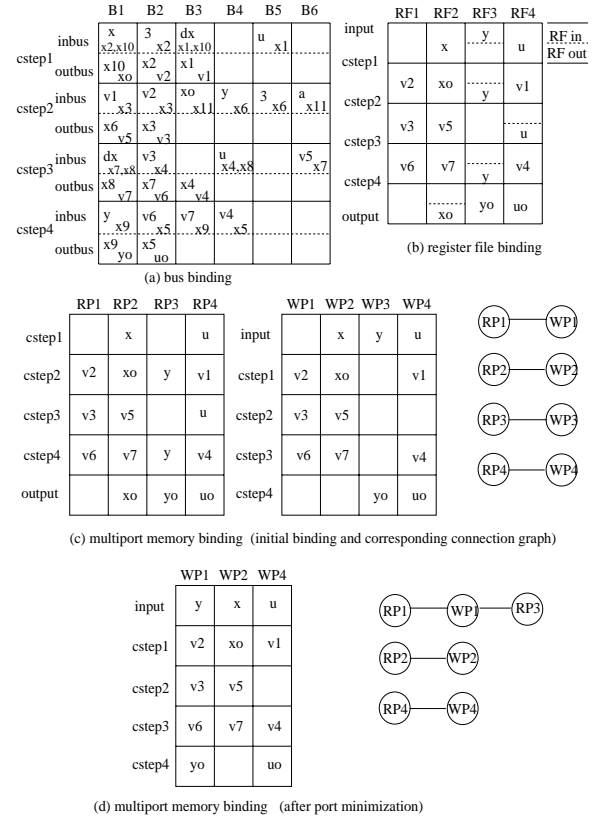 B1 B2 B3 B4 B5 B6
cstep1 inbus x x2,x10 3 x2 dx x1,x10 u x1
outbus x10 xo x2 v2 x1 v1
cstep2 inbus v1 x3 v2 x3 xo x11 y x6 3 x6 a x11
outbus x6 v5 x3 v3
cstep3 inbus dx x7,x8 v3 x4 u x4,x8 v5 x7
outbus x8 v7 x7 v6 x4 v4
cstep4 inbus y x9 v6 x5 v7 x9 v4 x5
outbus x9 yo x5 uo
(a) bus binding
RF1 RF2 RF3 RF4
input x y u
RF in
RF out
cstep1
v2 xo y v1
cstep2
v3 v5 u
cstep3
v6 v7 y v4
cstep4
xo yo uo
output
(b) register file binding
RP1 RP2 RP3 RP4
cstep1 x u
cstep2 v2 xo y v1
cstep3 v3 v5 u
cstep4 v6 v7 y v4
output xo yo uo
WP1 WP2 WP3 WP4
input x y u
cstep1 v2 xo v1
cstep2 v3 v5
cstep3 v6 v7 v4
cstep4 yo uo
RP1 WP1
RP2 WP2
RP3 WP3
RP4 WP4
(c) multiport memory binding (initial binding and corresponding connection graph)
WP1 WP2 WP4
input y x u
cstep1 v2 xo v1
cstep2 v3 v5
cstep3 v6 v7 v4
cstep4 yo uo
RP1 WP1 RP3
RP2 WP2
RP4 WP4
(d) multiport memory binding (after port minimization)